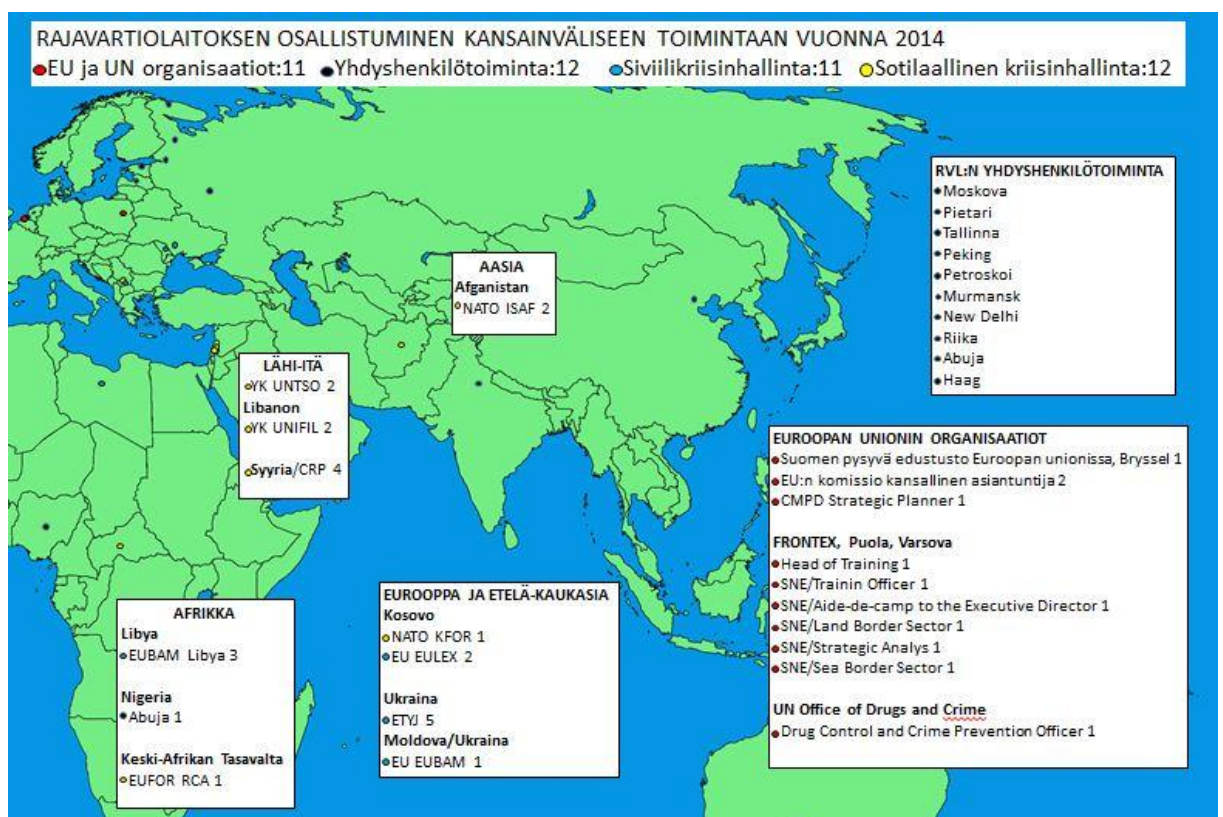 RAJAVARTIOLAITOKSEN OSALLISTUMINEN KANSAINVÄLISEEN TOIMINTAAN VUONNA 2014
EU ja UN organisaatiot:11 Yhdyshenkilötoiminta:12 Siviilikriisinhallinta:11 Sotilaallinen kriisinhallinta:12
RVL:N YHDYSHENKILÖTOIMINTA
Moskova
Pietari
Tallinna
Peking
Petroskoi
Murmansk
New Delhi
Riika
Abuja
Haag
AASIA
Afganistan
NATO ISAF 2
LÄHI-ITÄ
YK UNTSO 2
Libanon
YK UNIFIL 2
Syyria/CRP 4
EUROOPAN UNIONIN ORGANISAATIOT
Suomen pysyvä edustusto Euroopan unionissa, Bryssel 1
EU:n komissio kansallinen asiantuntija 2
CMPD Strategic Planner 1
FRONTEX, Puola, Varsova
Head of Training 1
SNE/Trainin Officer 1
SNE/Aide-de-camp to the Executive Director 1
SNE/Land Border Sector 1
SNE/Strategic Analys 1
SNE/Sea Border Sector 1
UN Office of Drugs and Crime
Drug Control and Crime Prevention Officer 1
EUROOPPA JA ETELÄ-KAUKASIA
Kosovo
NATO KFOR 1
EU EULEX 2
Ukraina
ETYJ 5
Moldova/Ukraina
EU EUBAM 1
AFRIKKA
Libya
EUBAM Libya 3
Nigeria
Abuja 1
Keski-Afrikan Tasavalta
EUFOR RCA 1